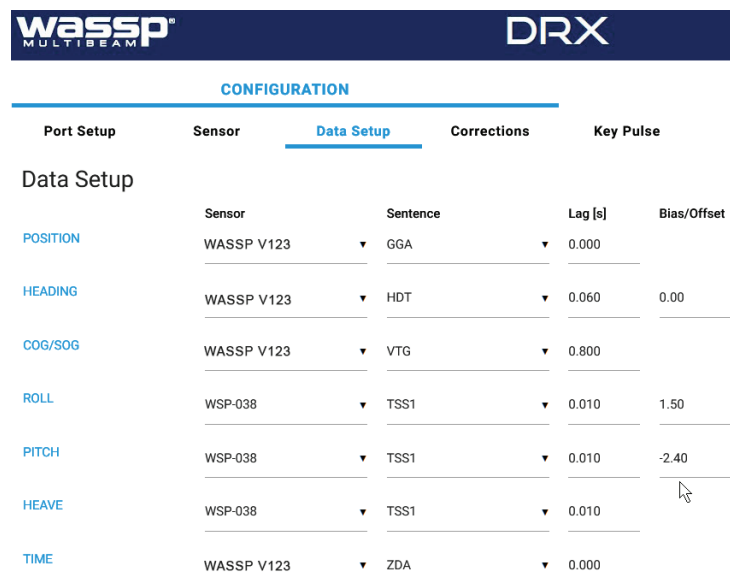 wassp®
MULTIBEAM
DRX
CONFIGURATION
Port Setup Sensor Data Setup Corrections Key Pulse
Data Setup
Sensor Sentence Lag [s] Bias/Offset
POSITION WASSP V123 GGA 0.000
HEADING WASSP V123 HDT 0.060 0.00
COG/SOG WASSP V123 VTG 0.800
ROLL WSP-038 TSS1 0.010 1.50
PITCH WSP-038 TSS1 0.010 -2.40
HEAVE WSP-038 TSS1 0.010
TIME WASSP V123 ZDA 0.000